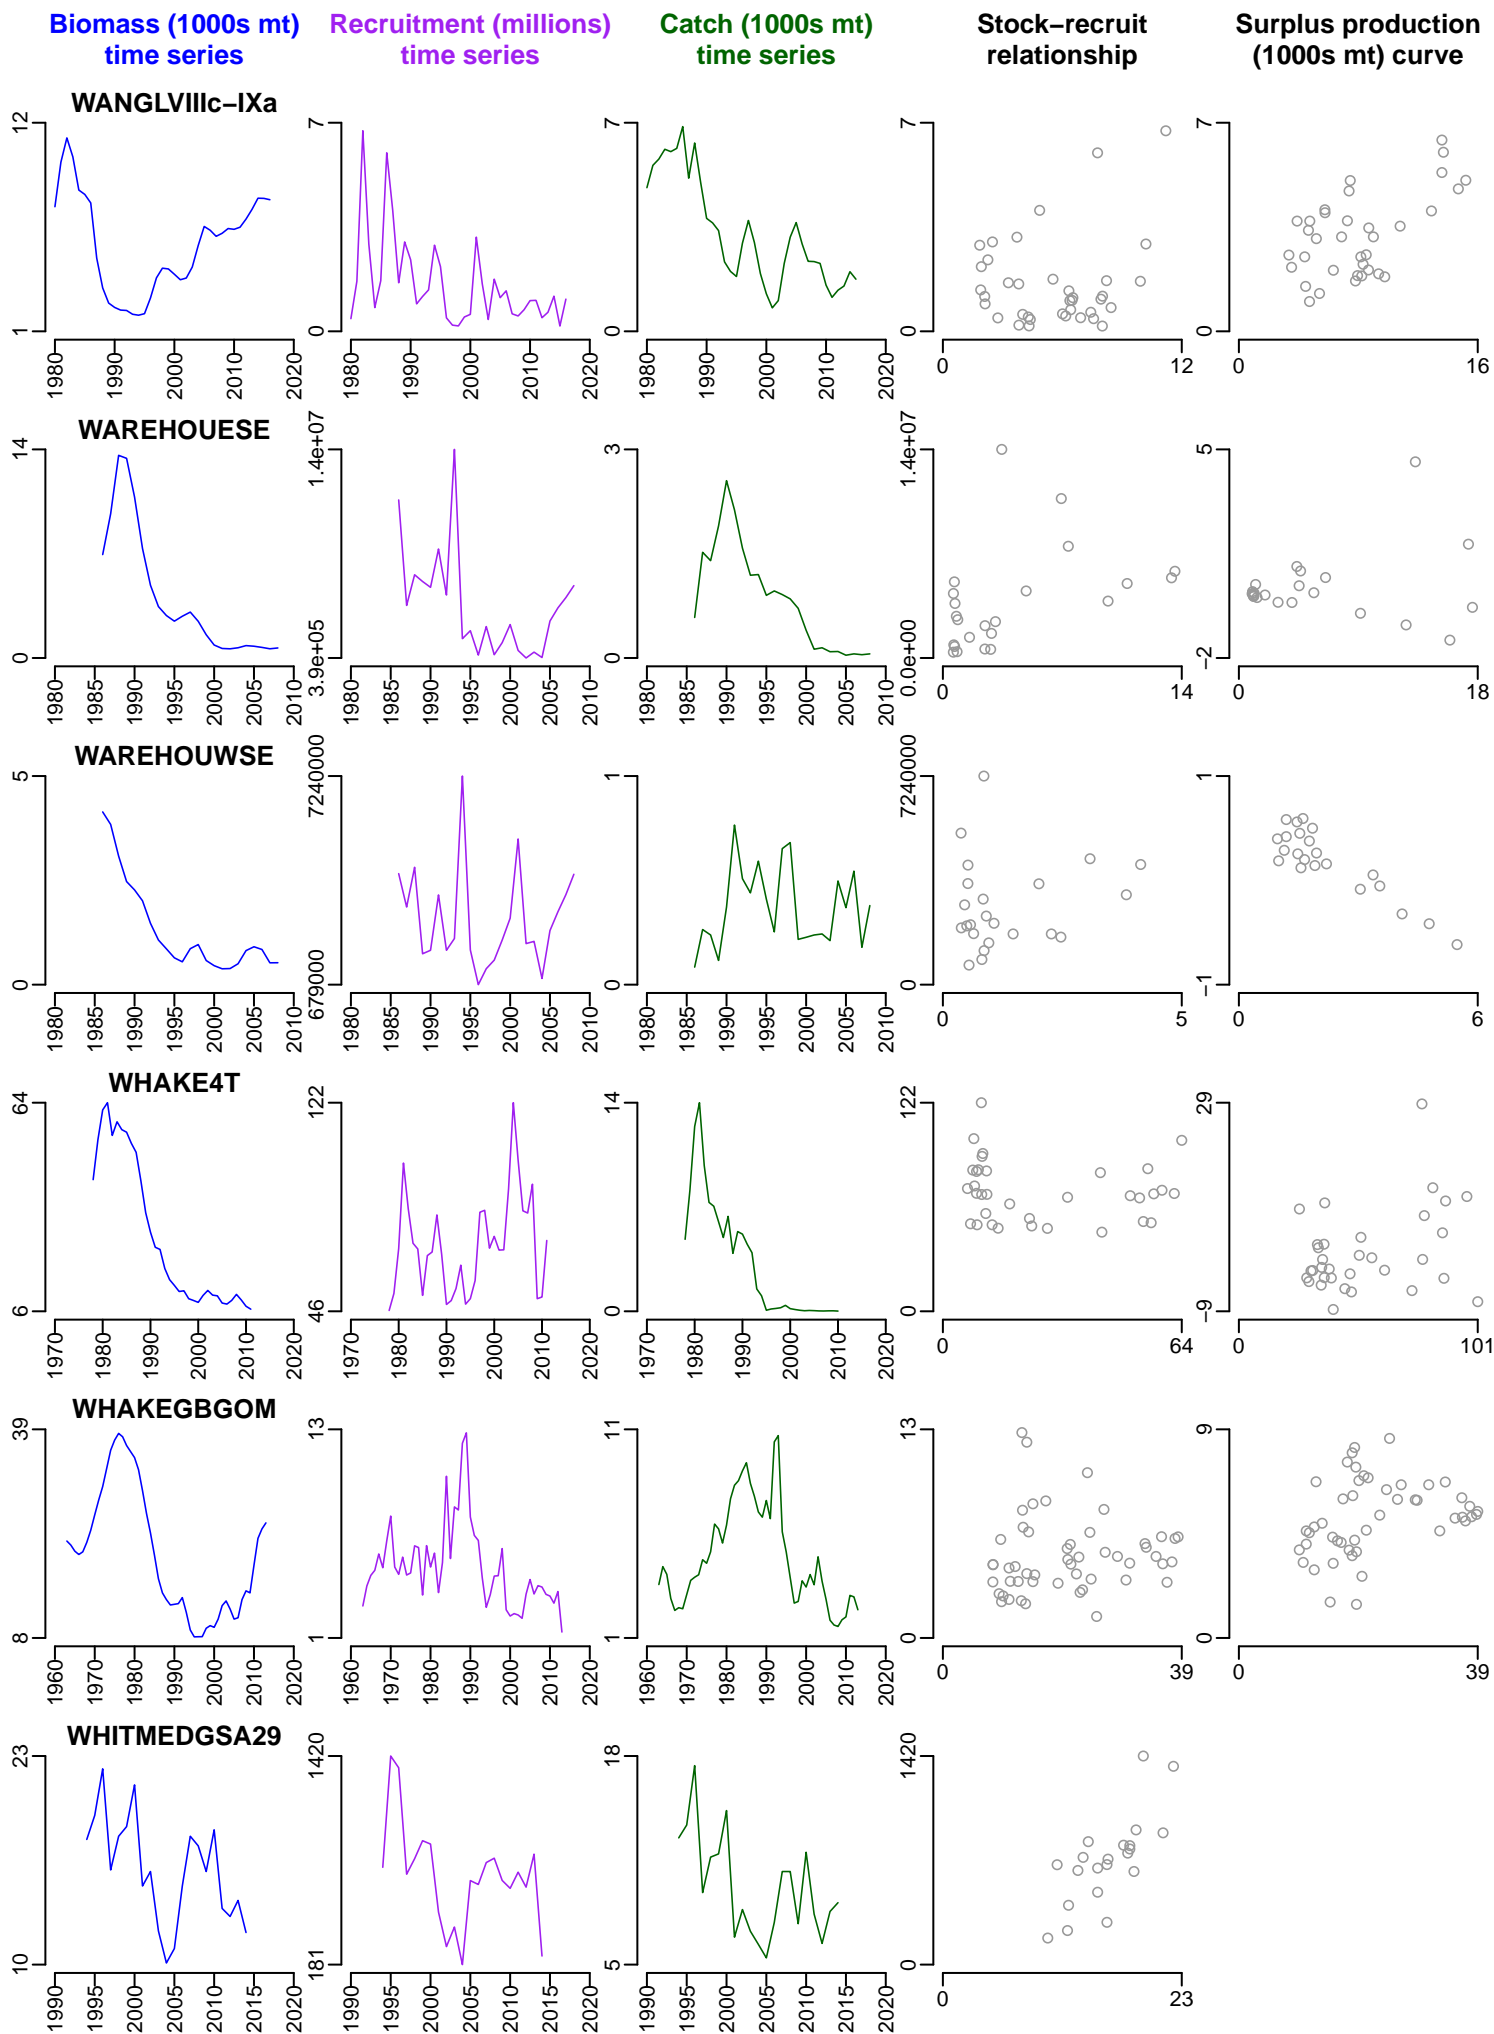 Biomass (1000s mt) Recruitment (millions) Catch (1000s mt) Stock−recruit Surplus production
time series time series time series relationship (1000s mt) curve
WANGLVIIIc−IXa
12 7 7 7 7
1 0 0 0 0
1980 1990 2000 2010 2020 1980 1990 2000 2010 2020 1980 1990 2000 2010 2020 0 12 0 16
WAREHOUESE
14 1.4e+07 3 1.4e+07 5
0 3.9e+05 0 0.0e+00 −2
1980 1985 1990 1995 2000 2005 2010 1980 1985 1990 1995 2000 2005 2010 1980 1985 1990 1995 2000 2005 2010 0 14 0 18
WAREHOUWSE
5 7240000 1 7240000 1
0 679000 0 0 −1
1980 1985 1990 1995 2000 2005 2010 1980 1985 1990 1995 2000 2005 2010 1980 1985 1990 1995 2000 2005 2010 0 5 0 6
WHAKE4T
64 122 14 122 29
6 46 0 0 −9
1970 1980 1990 2000 2010 2020 1970 1980 1990 2000 2010 2020 1970 1980 1990 2000 2010 2020 0 64 0 101
WHAKEGBGOM
39 13 11 13 9
8 1 1 0 0
1960 1970 1980 1990 2000 2010 2020 1960 1970 1980 1990 2000 2010 2020 1960 1970 1980 1990 2000 2010 2020 0 39 0 39
WHITMEDGSA29
23 1420 18 1420
10 181 5 0
1990 1995 2000 2005 2010 2015 2020 1990 1995 2000 2005 2010 2015 2020 1990 1995 2000 2005 2010 2015 2020 0 23